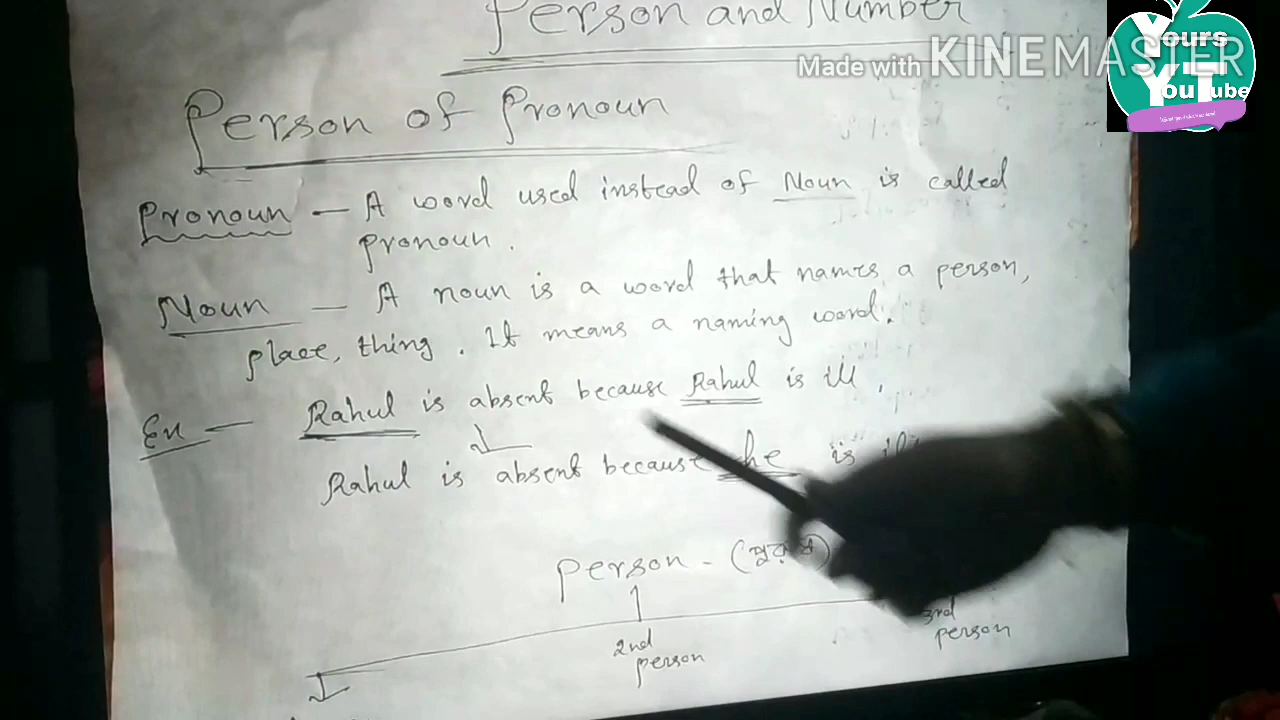 Person and Number
Made with KINEMASTER
Yours
YT
YouTube
Person of Pronoun
Pronoun — A word used instead of Noun is called
pronoun.
Noun — A noun is a word that names a person,
place, thing. It means a naming word.
Ex — Rahul is absent because Rahul is ill.
Rahul is absent because he is ill
person - (পুরুষ)
2nd
person
3rd
person